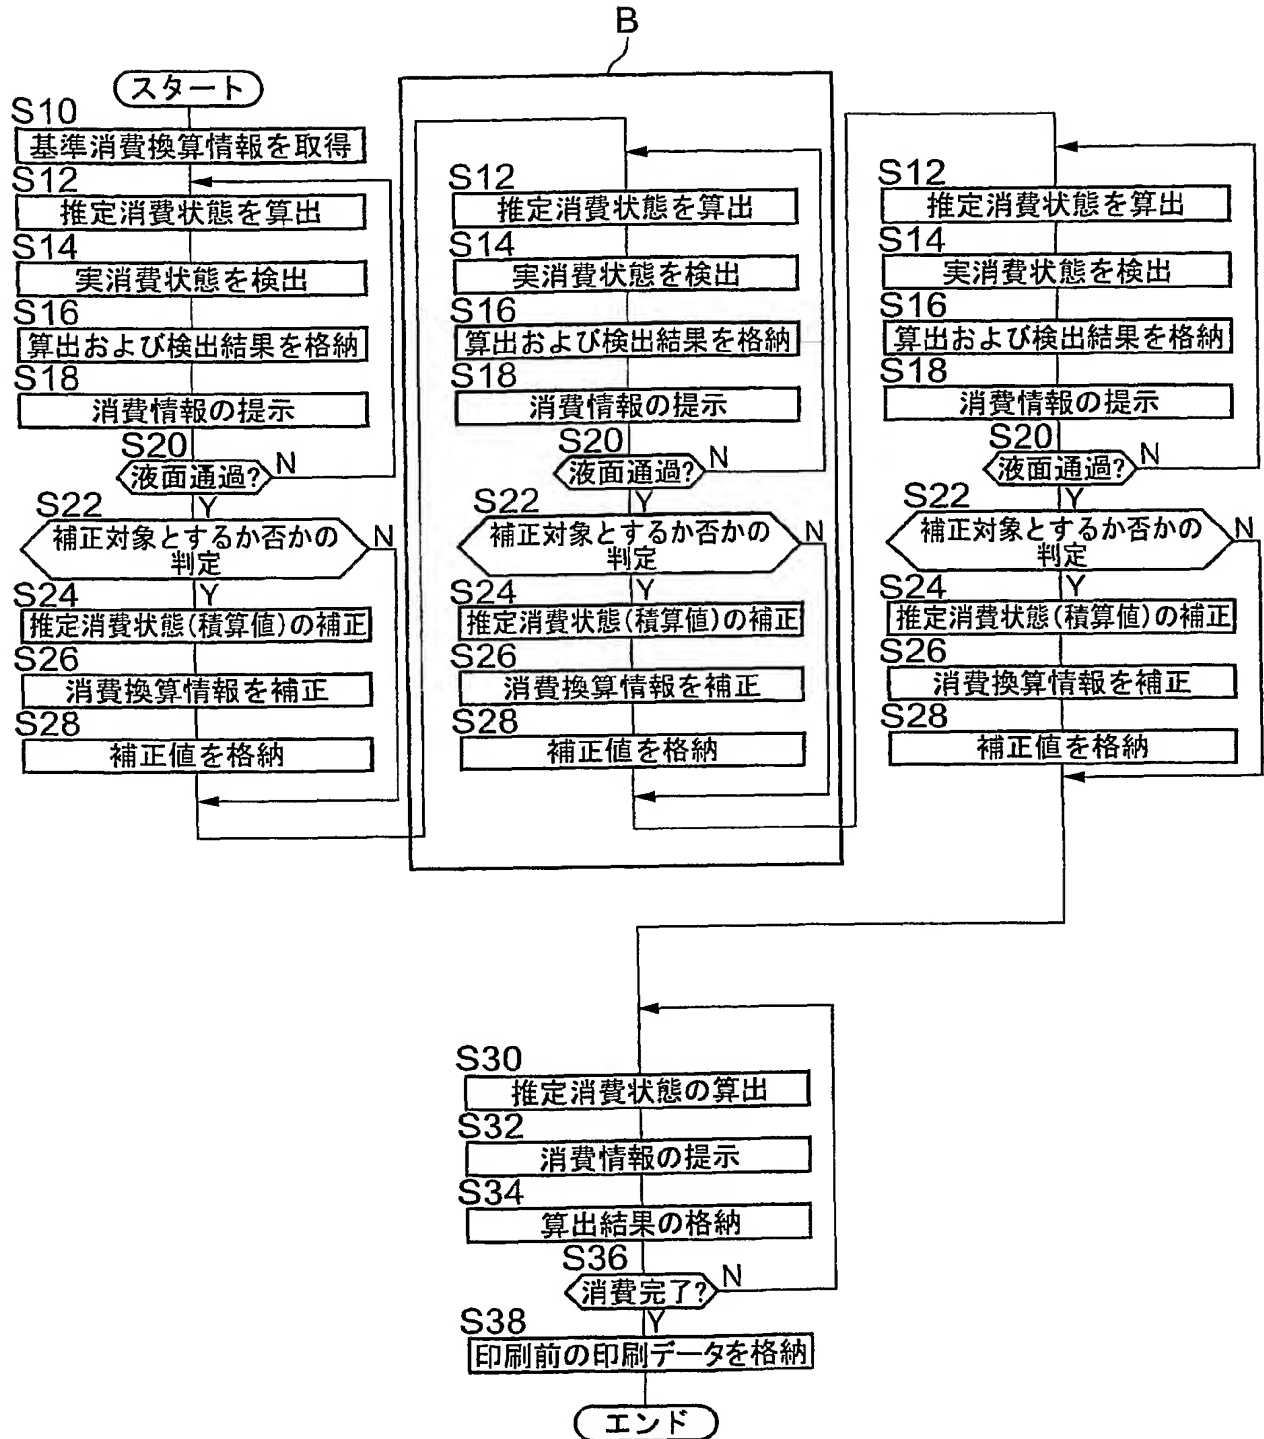 B
スタート
S10
基準消費換算情報を取得
S12
推定消費状態を算出
S14
実消費状態を検出
S16
算出および検出結果を格納
S18
消費情報の提示
S20
液面通過?
N
Y
S22
補正対象とするか否かの
判定
N
Y
S24
推定消費状態(積算値)の補正
S26
消費換算情報を補正
S28
補正値を格納
S12
推定消費状態を算出
S14
実消費状態を検出
S16
算出および検出結果を格納
S18
消費情報の提示
S20
液面通過?
N
Y
S22
補正対象とするか否かの
判定
N
Y
S24
推定消費状態(積算値)の補正
S26
消費換算情報を補正
S28
補正値を格納
S12
推定消費状態を算出
S14
実消費状態を検出
S16
算出および検出結果を格納
S18
消費情報の提示
S20
液面通過?
N
Y
S22
補正対象とするか否かの
判定
N
Y
S24
推定消費状態(積算値)の補正
S26
消費換算情報を補正
S28
補正値を格納
S30
推定消費状態の算出
S32
消費情報の提示
S34
算出結果の格納
S36
消費完了?
N
Y
S38
印刷前の印刷データを格納
エンド